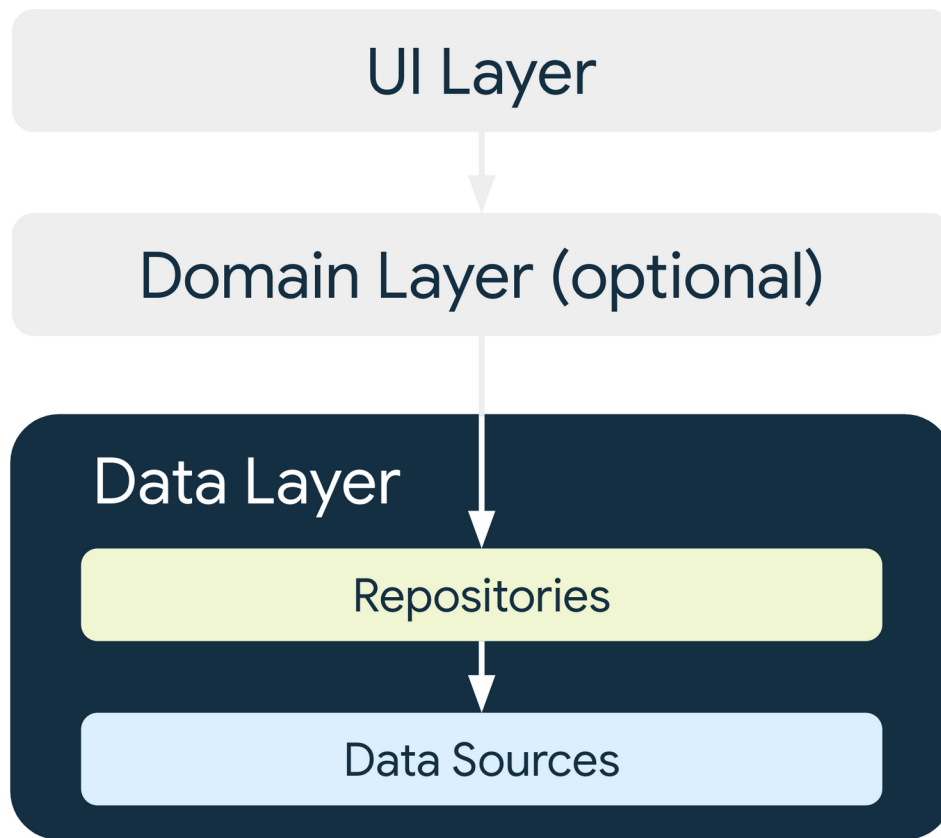 UI Layer
Domain Layer (optional)
Data Layer
Repositories
Data Sources